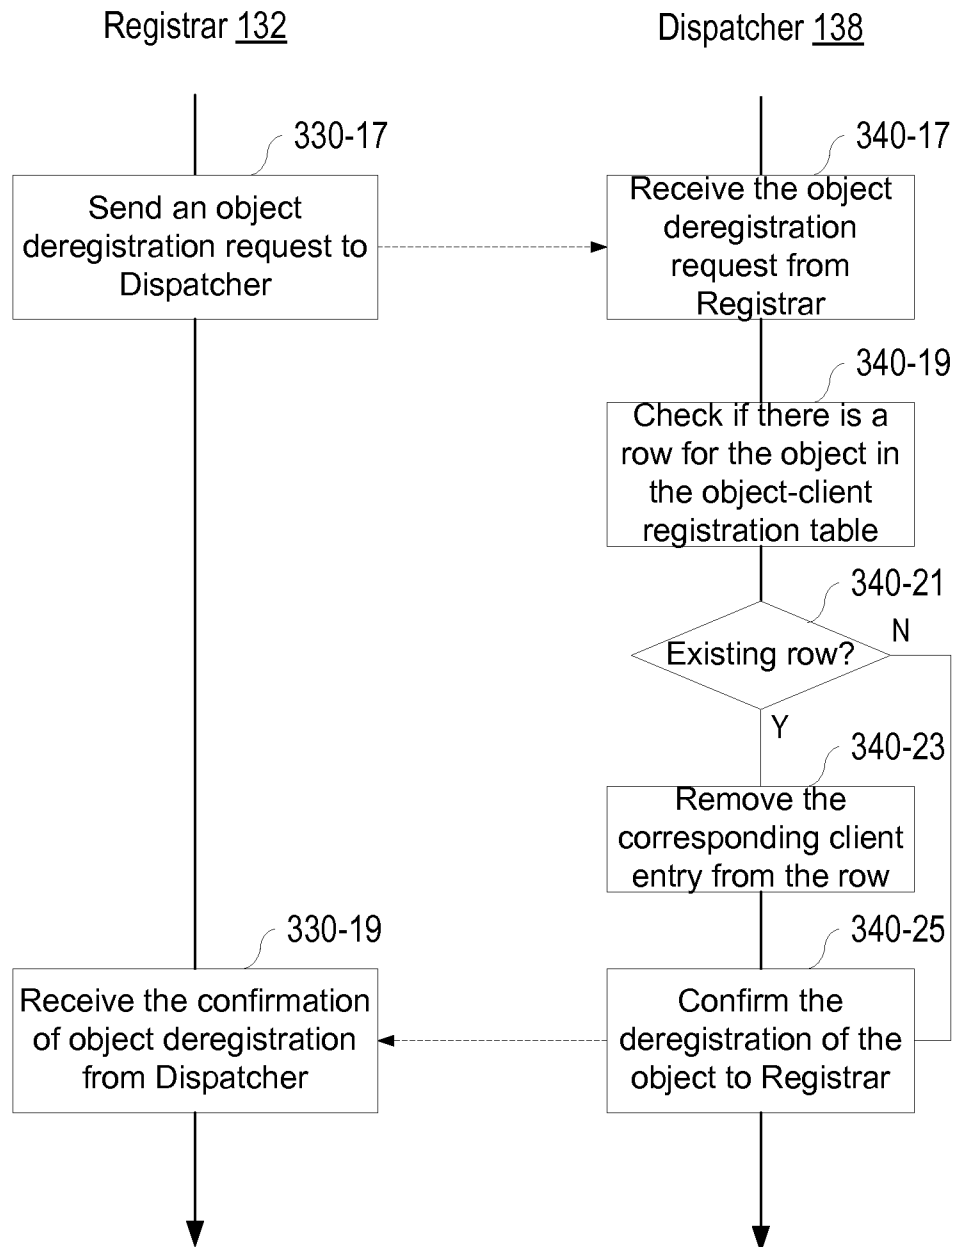 Registrar 132
Dispatcher 138
330-17
340-17
Send an object
deregistration request to
Dispatcher
Receive the object
deregistration
request from
Registrar
340-19
Check if there is a
row for the object in
the object-client
registration table
340-21
N
Existing row?
Y
340-23
Remove the
corresponding client
entry from the row
330-19
340-25
Receive the confirmation
of object deregistration
from Dispatcher
Confirm the
deregistration of the
object to Registrar